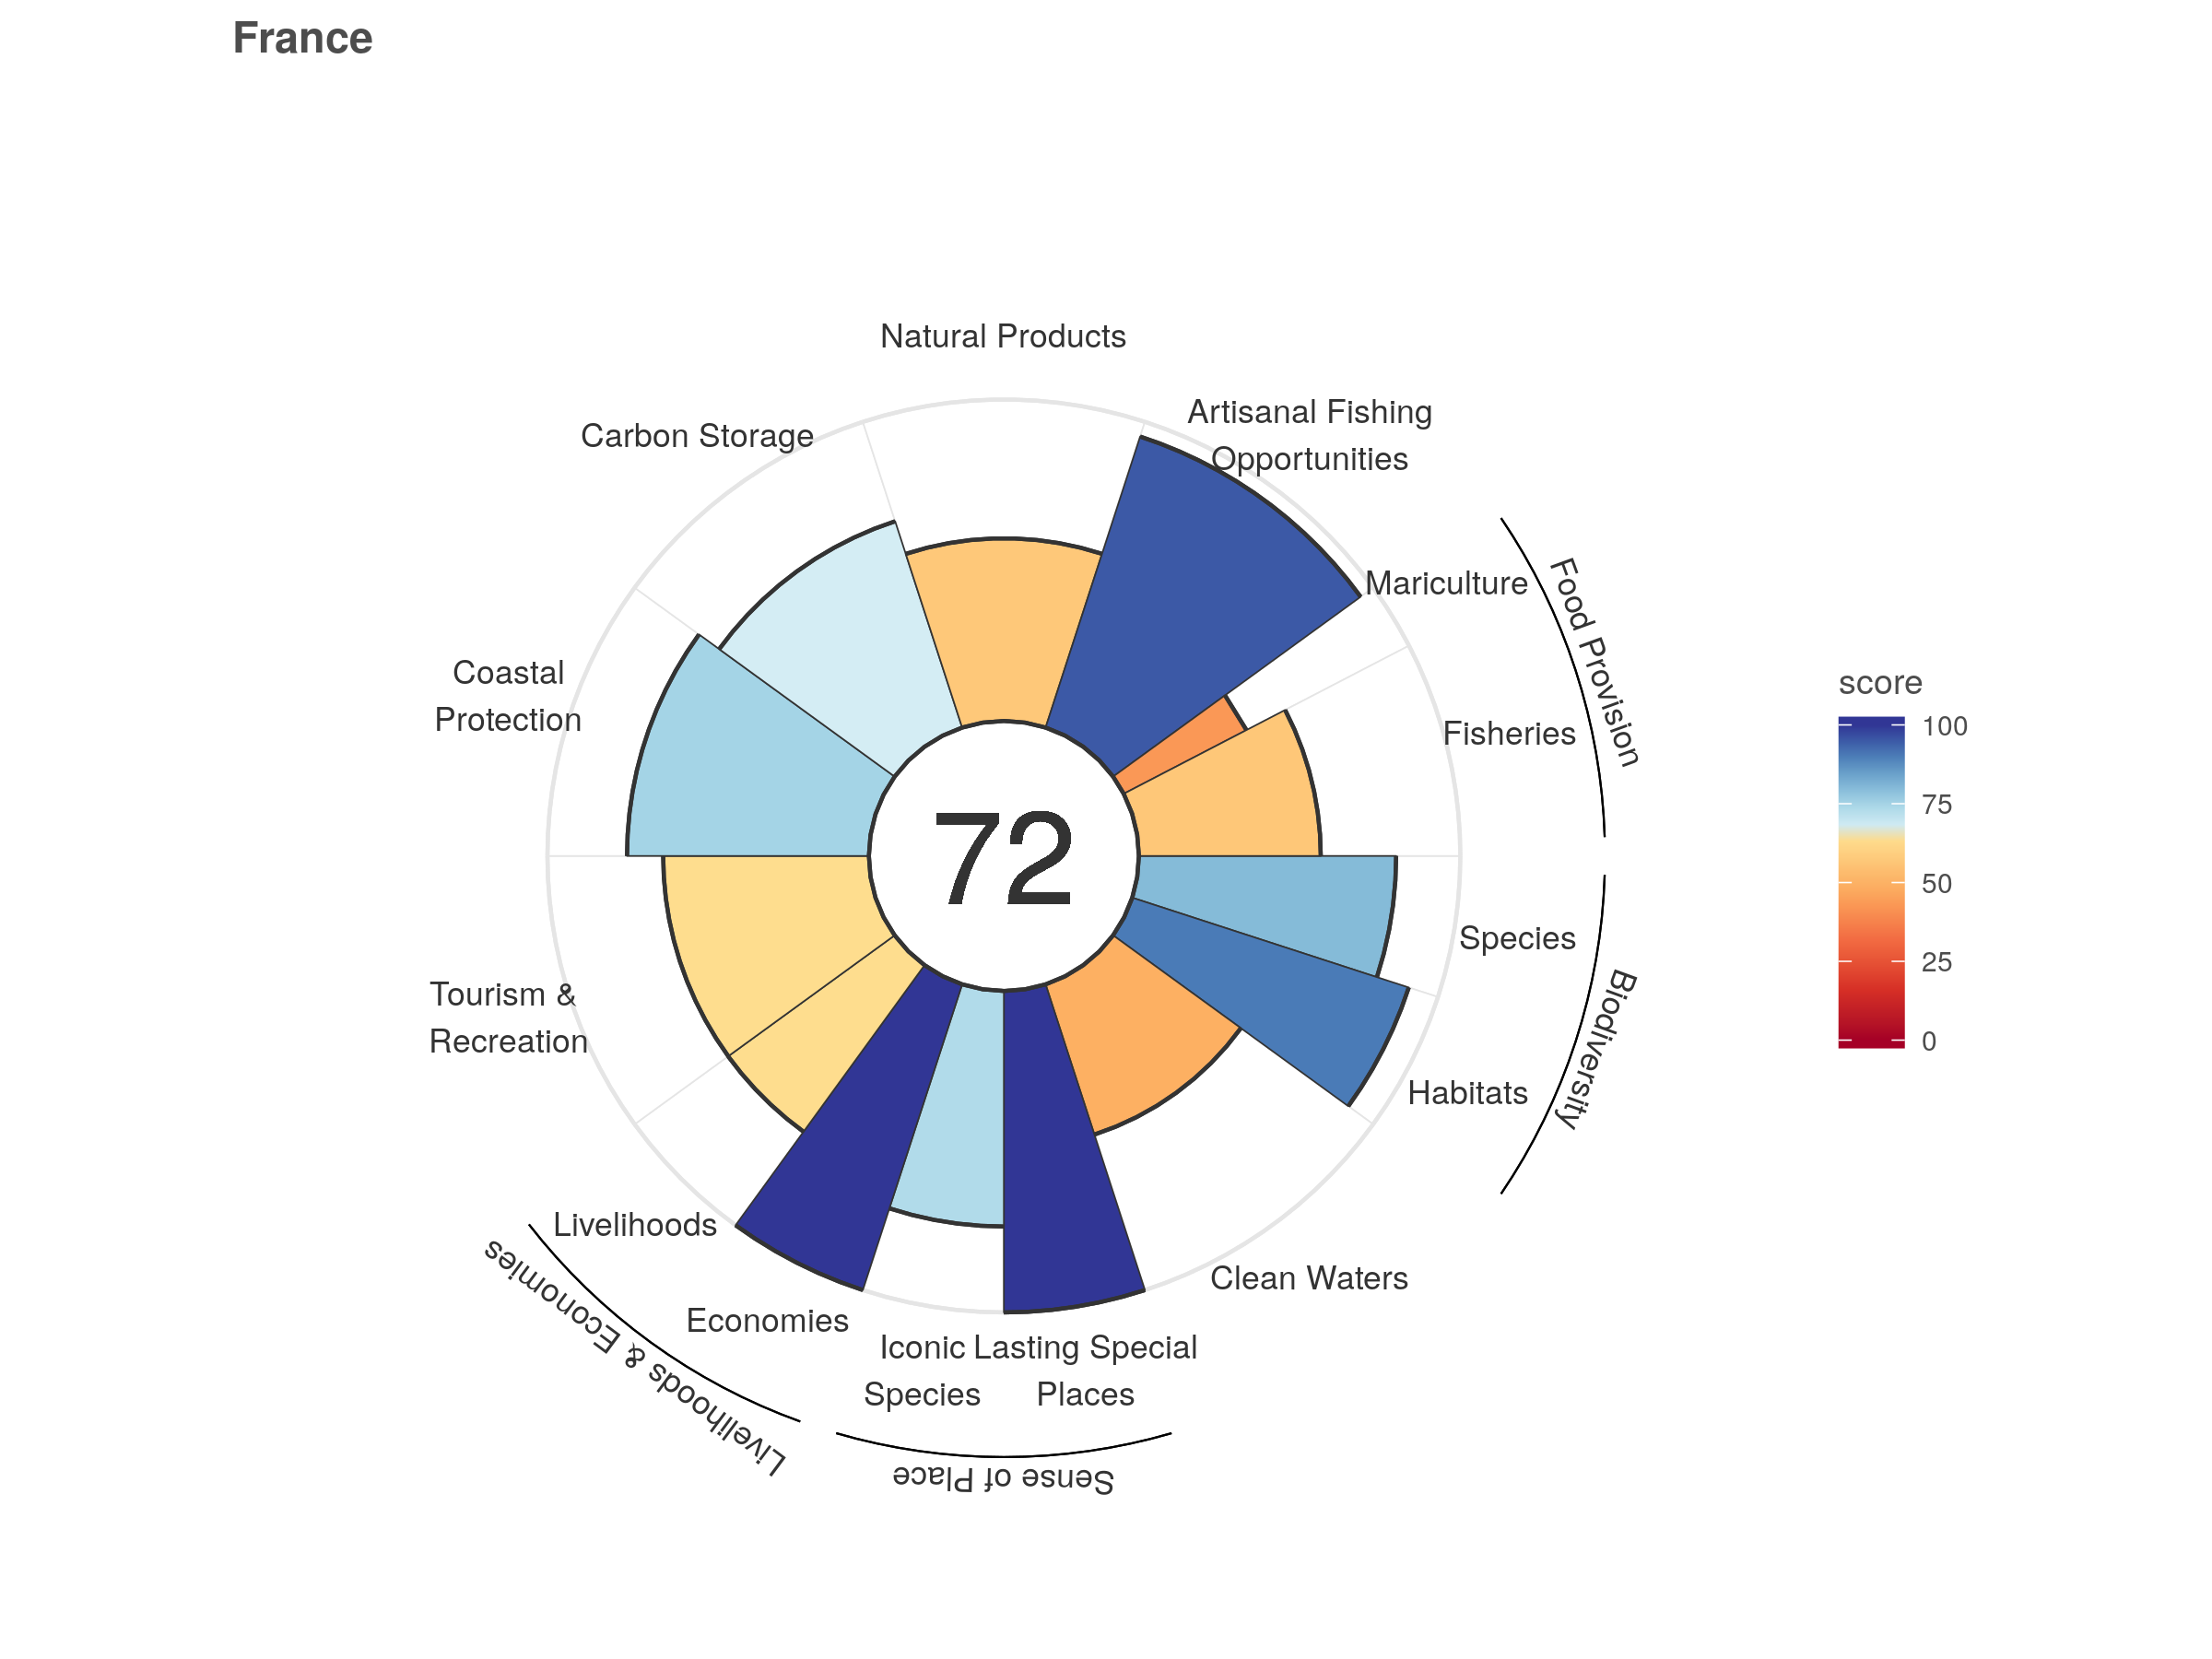 France
Natural Products
Artisanal Fishing
Opportunities
Carbon Storage
Mariculture
Food Provision
Fisheries
Coastal
Protection
score
100
75
50
25
0
72
Species
Biodiversity
Habitats
Tourism &
Recreation
Livelihoods
Clean Waters
Economies
Iconic
Species
Lasting Special
Places
Livelihoods & Economies
Sense of Place